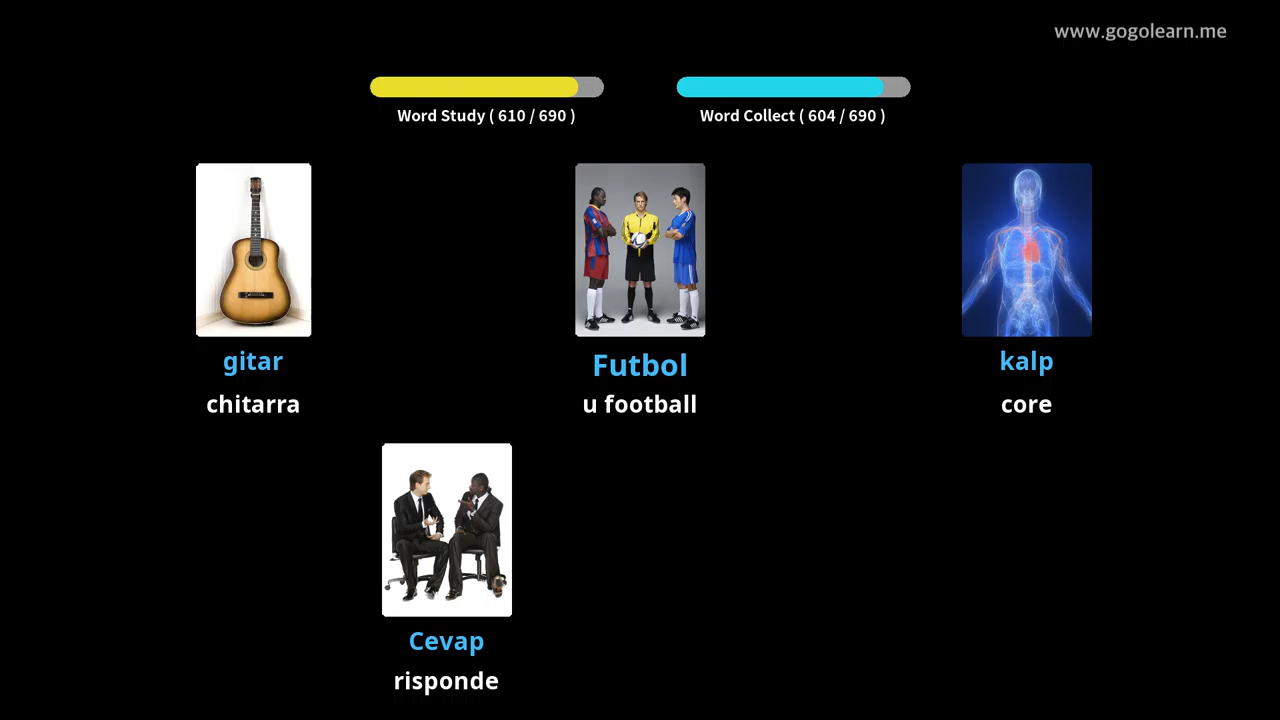 www.gogolearn.me
Word Study ( 610 / 690 )
Word Collect ( 604 / 690 )
gitar
chitarra
Futbol
u football
kalp
core
Cevap
risponde